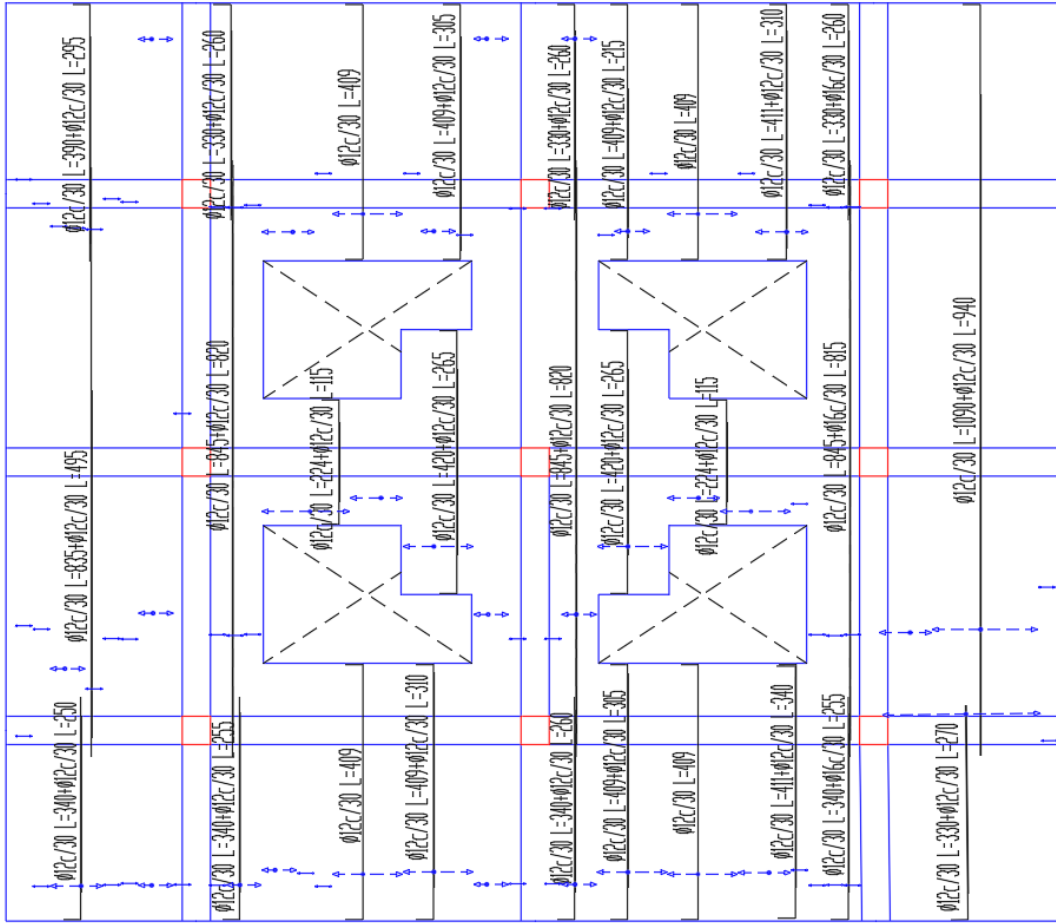 ø12c/30 L=390+ø12c/30 L=295
ø12c/30 L=330+ø12c/30 L=260
ø12c/30 L=409
ø12c/30 L=409+ø12c/30 L=305
ø12c/30 L=330+ø12c/30 L=260
ø12c/30 L=409+ø12c/30 L=215
ø12c/30 L=409
ø12c/30 L=411+ø12c/30 L=310
ø12c/30 L=330+ø16c/30 L=260
ø12c/30 L=835+ø12c/30 L=495
ø12c/30 L=845+ø12c/30 L=820
ø12c/30 L=224+ø12c/30 L=115
ø12c/30 L=420+ø12c/30 L=265
ø12c/30 L=845+ø12c/30 L=820
ø12c/30 L=420+ø12c/30 L=265
ø12c/30 L=224+ø12c/30 L=115
ø12c/30 L=845+ø16c/30 L=815
ø12c/30 L=1090+ø12c/30 L=940
ø12c/30 L=340+ø12c/30 L=250
ø12c/30 L=340+ø12c/30 L=255
ø12c/30 L=409
ø12c/30 L=409+ø12c/30 L=310
ø12c/30 L=340+ø12c/30 L=260
ø12c/30 L=409+ø12c/30 L=305
ø12c/30 L=409
ø12c/30 L=411+ø12c/30 L=340
ø12c/30 L=340+ø16c/30 L=255
ø12c/30 L=330+ø12c/30 L=270